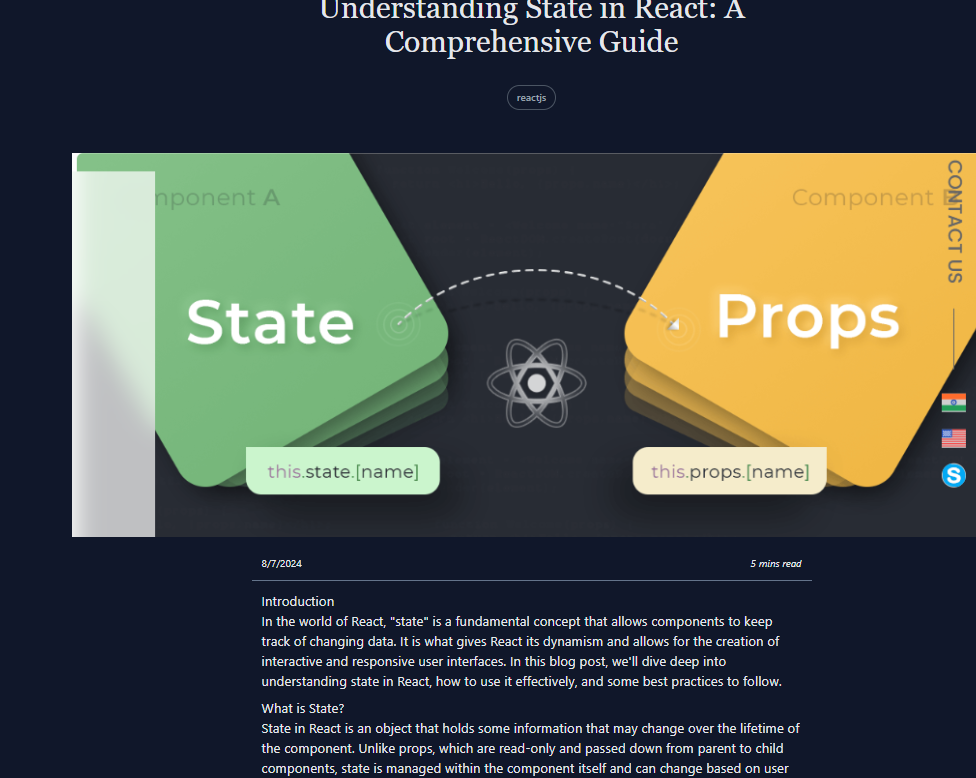 Understanding State in React: A
Comprehensive Guide
reactjs
mponent A
Component
CONTACT US
State
Props
this.state.[name]
this.props.[name]
S
8/7/2024
5 mins read
Introduction
In the world of React, "state" is a fundamental concept that allows components to keep
track of changing data. It is what gives React its dynamism and allows for the creation of
interactive and responsive user interfaces. In this blog post, we'll dive deep into
understanding state in React, how to use it effectively, and some best practices to follow.
What is State?
State in React is an object that holds some information that may change over the lifetime of
the component. Unlike props, which are read-only and passed down from parent to child
components, state is managed within the component itself and can change based on user